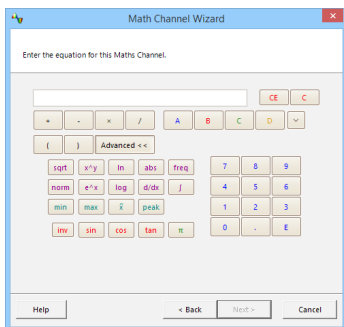 Math Channel Wizard
Enter the equation for this Maths Channel.
CE C
+ - × / A B C D
( ) Advanced <<
sqrt x^y ln abs freq 7 8 9
norm e^x log d/dx ∫ 4 5 6
min max x̄ peak 1 2 3
inv sin cos tan π 0 . E
Help < Back Next > Cancel